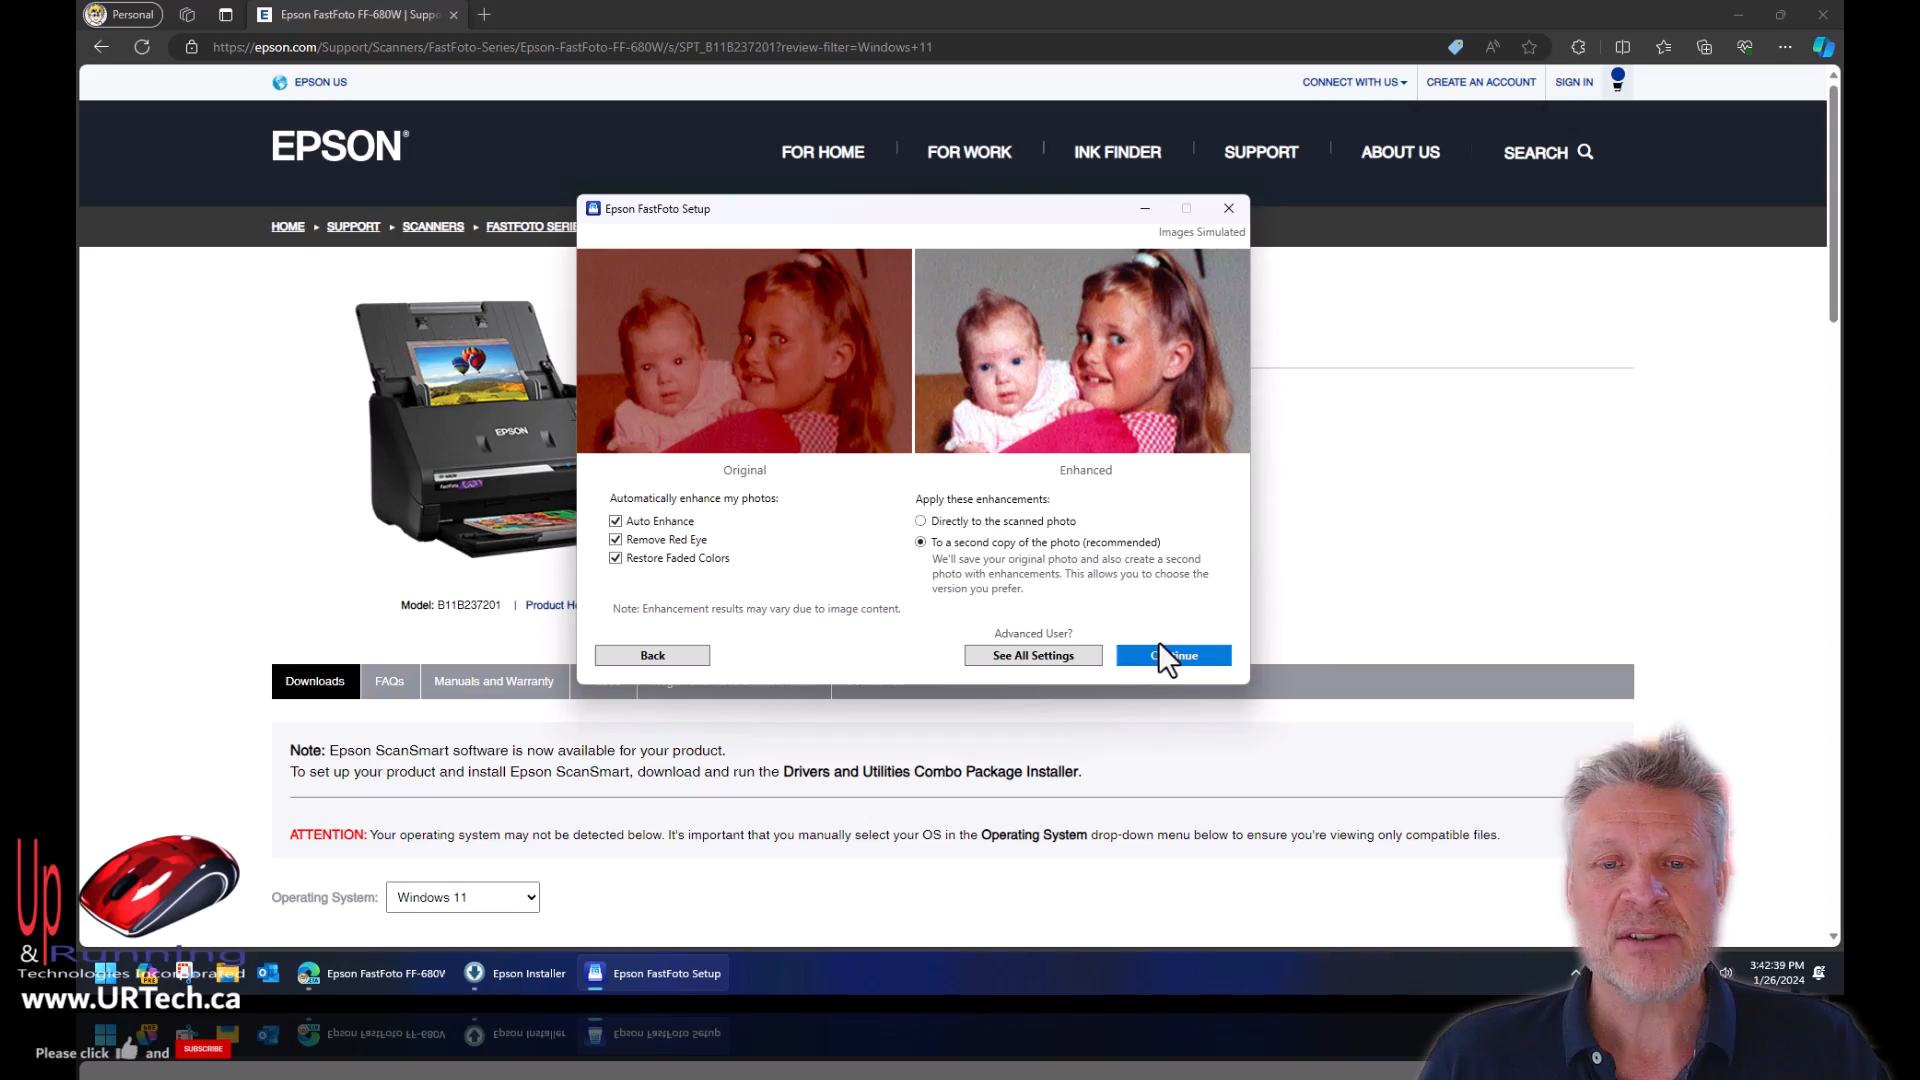 Personal
Epson FastFoto FF-680W | Suppo
https://epson.com/Support/Scanners/FastFoto-Series/Epson-FastFoto-FF-680W/s/SPT_B11B237201?review-filter=Windows+11
EPSON US
CONNECT WITH US
CREATE AN ACCOUNT
SIGN IN
EPSON®
FOR HOME
FOR WORK
INK FINDER
SUPPORT
ABOUT US
SEARCH
HOME
SUPPORT
SCANNERS
FASTFOTO SERIE
Epson FastFoto Setup
Images Simulated
EPSON
Original
Enhanced
Automatically enhance my photos:
Auto Enhance
Remove Red Eye
Restore Faded Colors
Note: Enhancement results may vary due to image content.
Apply these enhancements:
Directly to the scanned photo
To a second copy of the photo (recommended)
We'll save your original photo and also create a second
photo with enhancements. This allows you to choose the
version you prefer.
Advanced User?
Back
See All Settings
Model: B11B237201 | Product H
Downloads
FAQs
Manuals and Warranty
Note: Epson ScanSmart software is now available for your product.
To set up your product and install Epson ScanSmart, download and run the Drivers and Utilities Combo Package Installer.
ATTENTION: Your operating system may not be detected below. It's important that you manually select your OS in the Operating System drop-down menu below to ensure you're viewing only compatible files.
Operating System:
Windows 11
Up
& Running
Technologies Incorporated
www.URTech.ca
Please click and SUBSCRIBE
Epson FastFoto FF-680W
Epson Installer
Epson FastFoto Setup
3:42:39 PM
1/26/2024